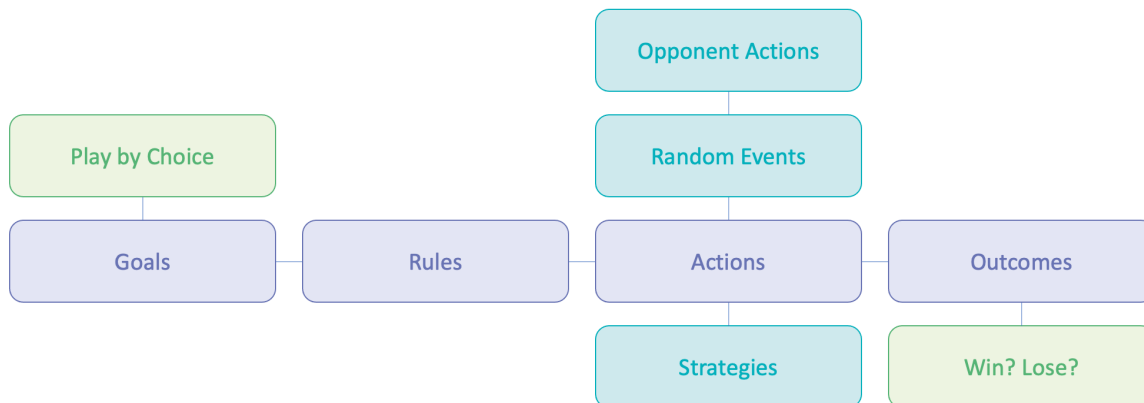 Opponent Actions
Play by Choice
Random Events
Goals
Rules
Actions
Outcomes
Strategies
Win? Lose?